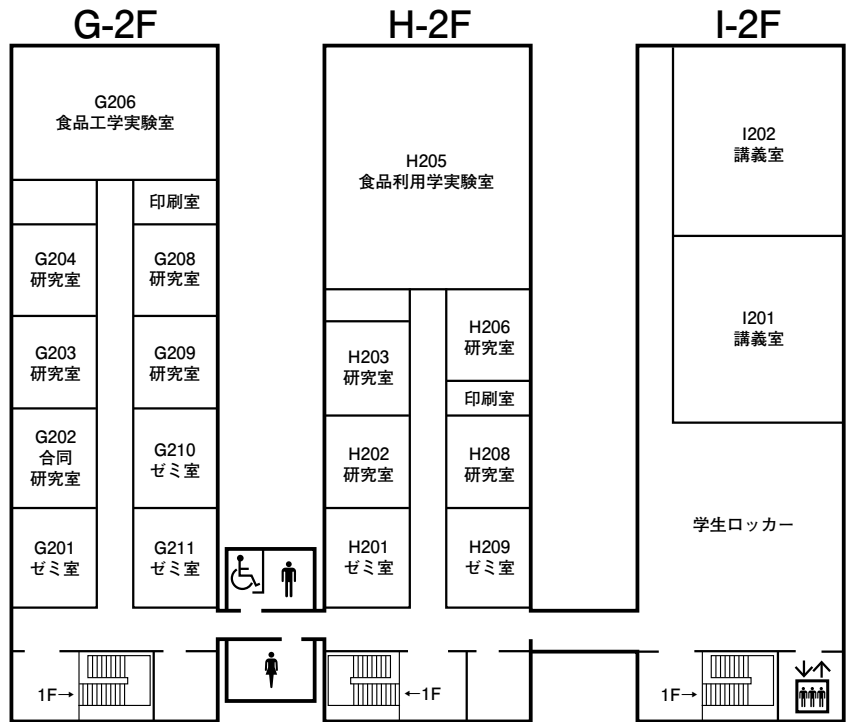 G-2F
H-2F
I-2F
G206
食品工学実験室
印刷室
G204
研究室
G208
研究室
G203
研究室
G209
研究室
G202
合同
研究室
G210
ゼミ室
G201
ゼミ室
G211
ゼミ室
1F→
H205
食品利用学実験室
H203
研究室
H206
研究室
印刷室
H202
研究室
H208
研究室
H201
ゼミ室
H209
ゼミ室
←1F
I202
講義室
I201
講義室
学生ロッカー
1F→